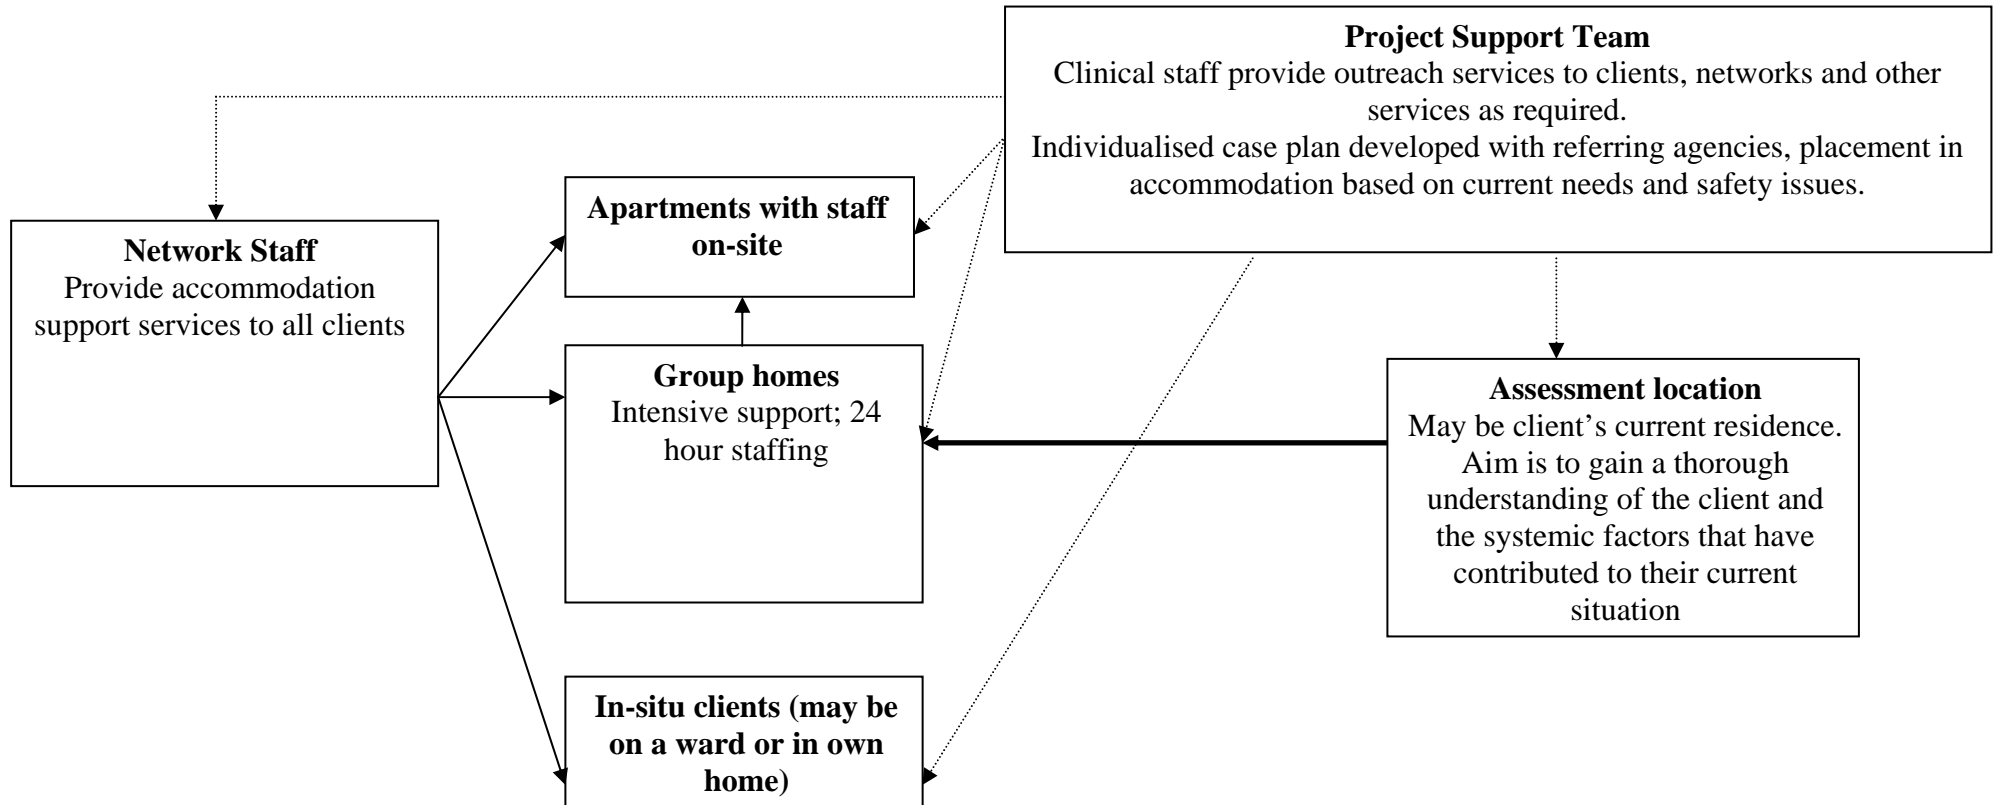 Project Support Team
Clinical staff provide outreach services to clients, networks and other
services as required.
Individualised case plan developed with referring agencies, placement in
accommodation based on current needs and safety issues.
Apartments with staff
on-site
Network Staff
Provide accommodation
support services to all clients
Group homes
Intensive support; 24
hour staffing
Assessment location
May be client’s current residence.
Aim is to gain a thorough
understanding of the client and
the systemic factors that have
contributed to their current
situation
In-situ clients (may be
on a ward or in own
home)